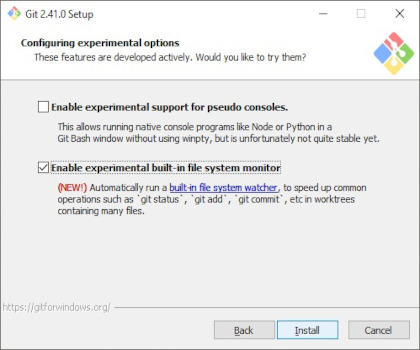 Git 2.41.0 Setup
Configuring experimental options
These features are developed actively. Would you like to try them?
Enable experimental support for pseudo consoles.
This allows running native console programs like Node or Python in a
Git Bash window without using winpty, but is unfortunately not quite stable yet.
Enable experimental built-in file system monitor
(NEW!) Automatically run a built-in file system watcher, to speed up common
operations such as `git status`, `git add`, `git commit`, etc in worktrees
containing many files.
https://gitforwindows.org/
Back Install Cancel